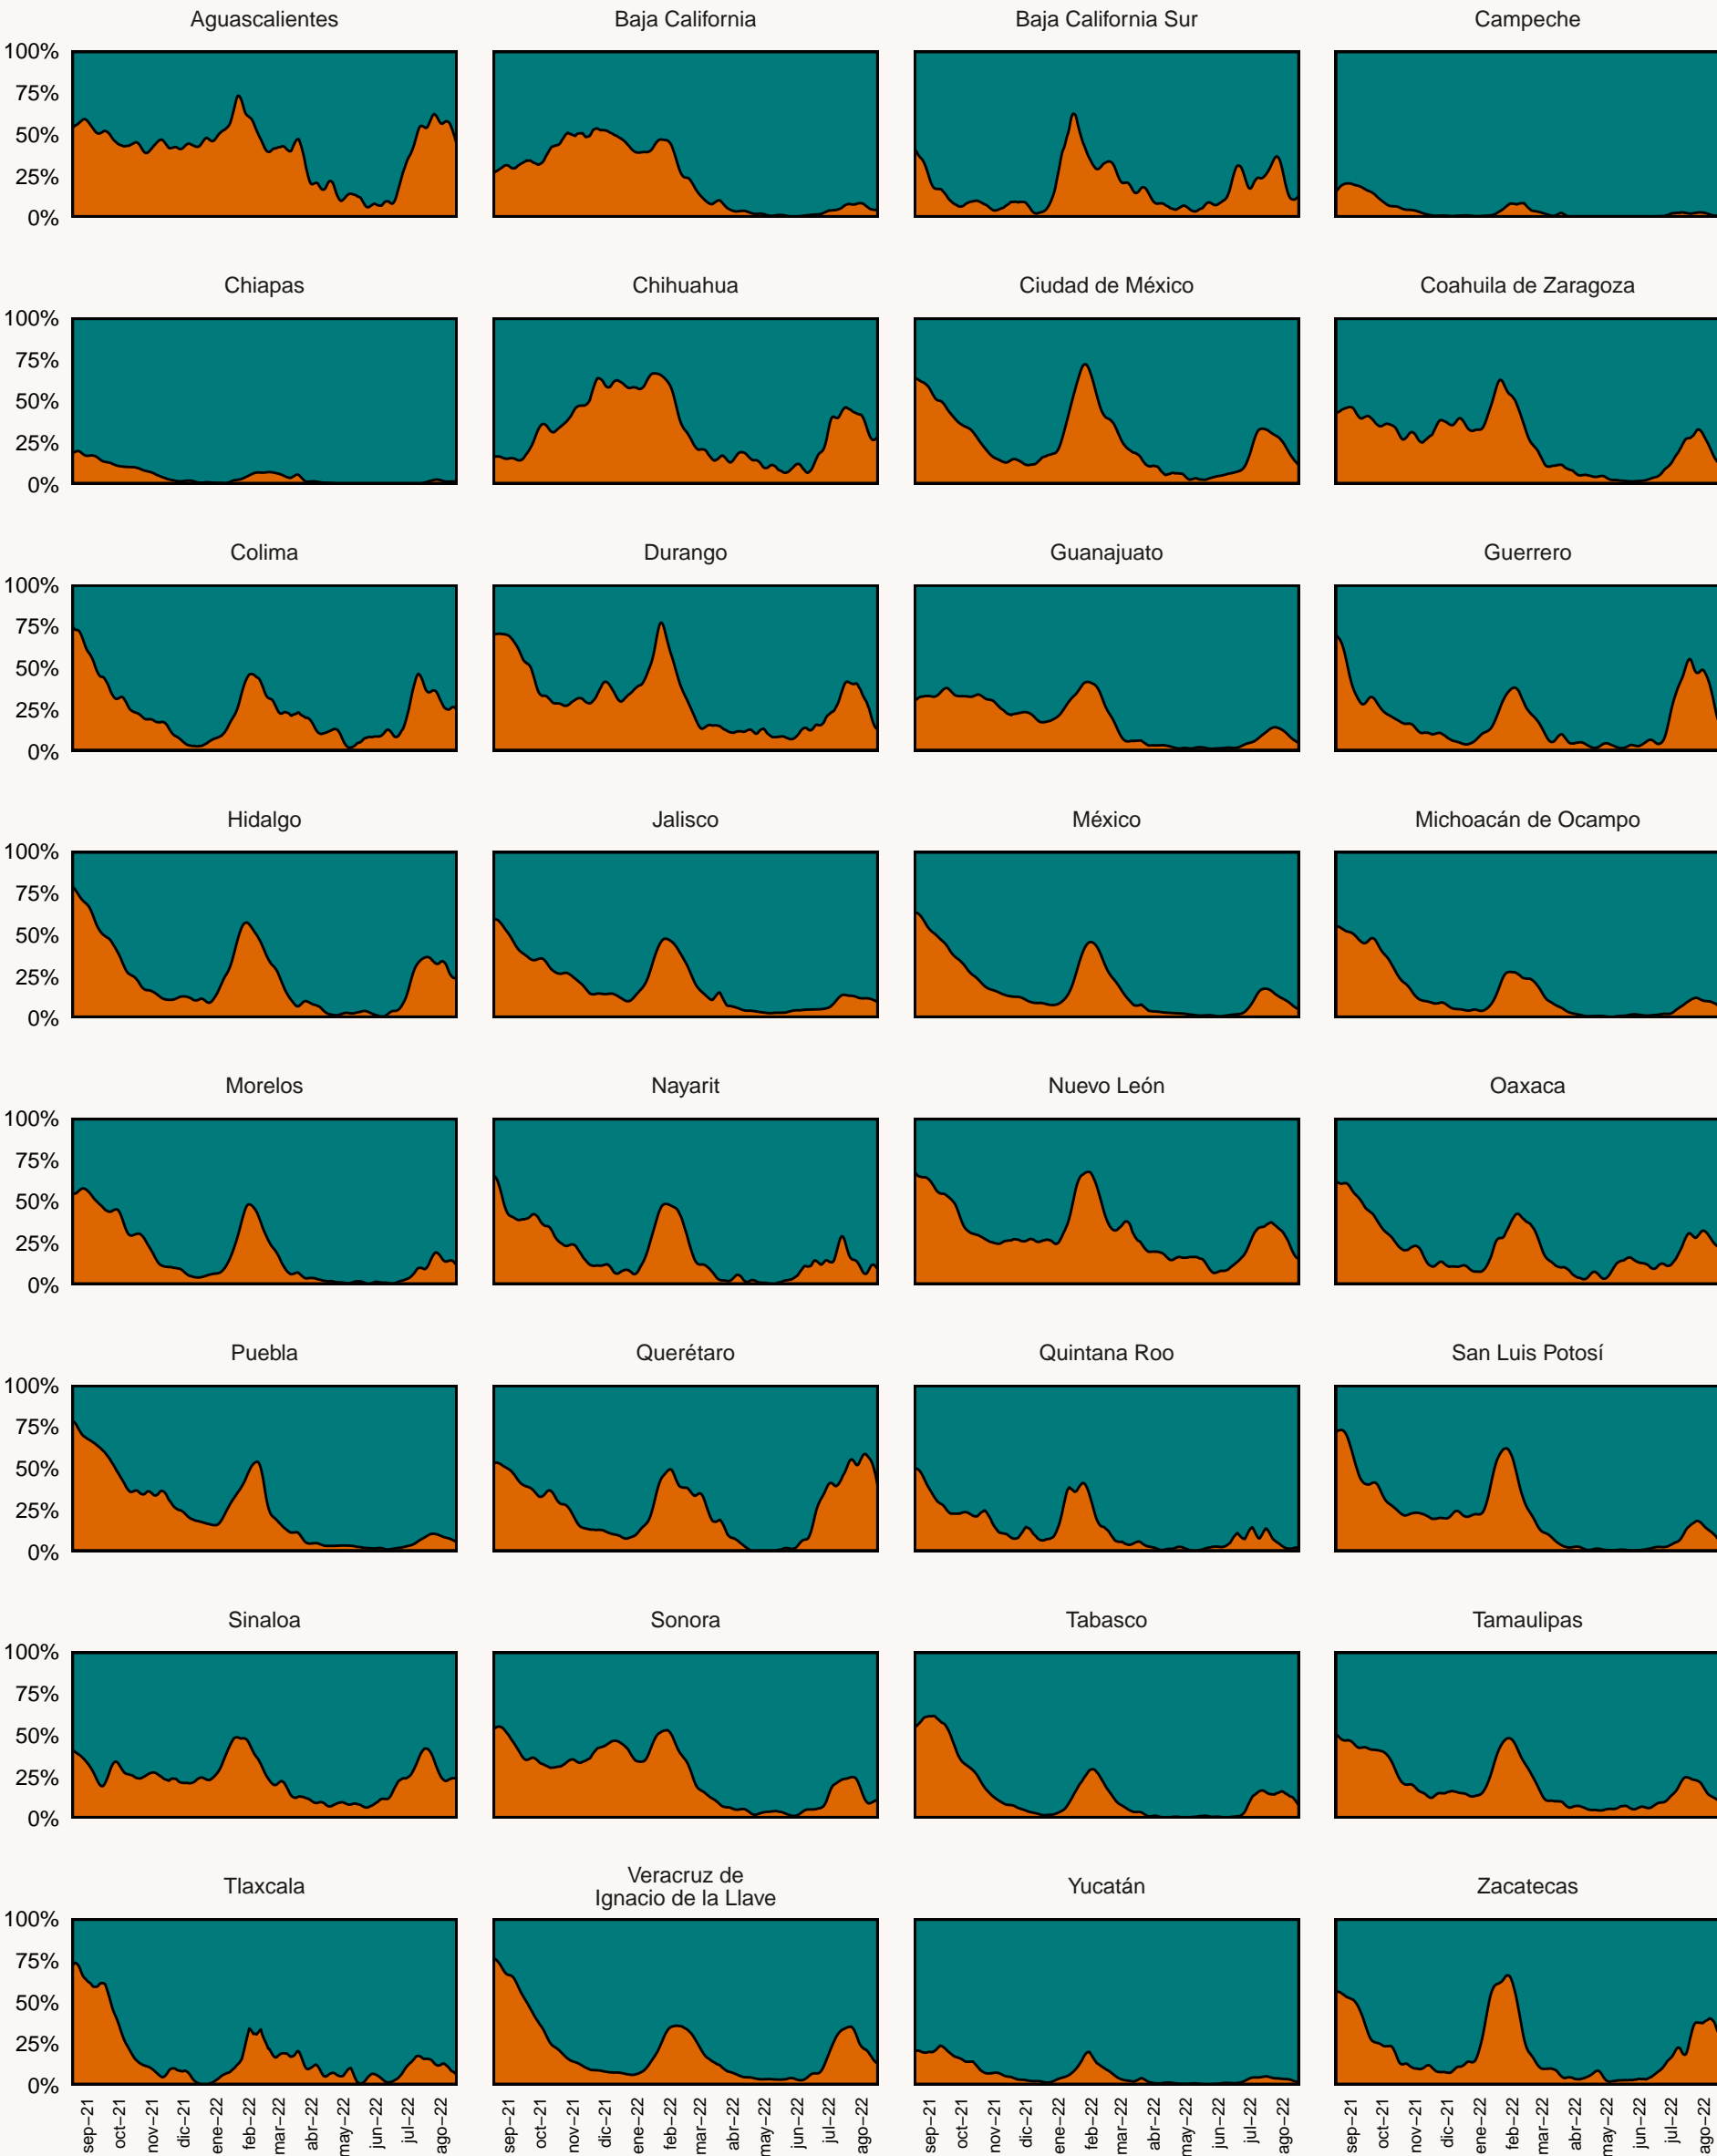 Aguascalientes
Baja California
Baja California Sur
Campeche
100%
75%
50%
25%
0%
Chiapas
Chihuahua
Ciudad de México
Coahuila de Zaragoza
100%
75%
50%
25%
0%
Colima
Durango
Guanajuato
Guerrero
100%
75%
50%
25%
0%
Hidalgo
Jalisco
México
Michoacán de Ocampo
100%
75%
50%
25%
0%
Morelos
Nayarit
Nuevo León
Oaxaca
100%
75%
50%
25%
0%
Puebla
Querétaro
Quintana Roo
San Luis Potosí
100%
75%
50%
25%
0%
Sinaloa
Sonora
Tabasco
Tamaulipas
100%
75%
50%
25%
0%
Tlaxcala
Veracruz de
Ignacio de la Llave
Yucatán
Zacatecas
100%
75%
50%
25%
0%
sep−21
oct−21
nov−21
dic−21
ene−22
feb−22
mar−22
abr−22
may−22
jun−22
jul−22
ago−22
sep−21
oct−21
nov−21
dic−21
ene−22
feb−22
mar−22
abr−22
may−22
jun−22
jul−22
ago−22
sep−21
oct−21
nov−21
dic−21
ene−22
feb−22
mar−22
abr−22
may−22
jun−22
jul−22
ago−22
sep−21
oct−21
nov−21
dic−21
ene−22
feb−22
mar−22
abr−22
may−22
jun−22
jul−22
ago−22